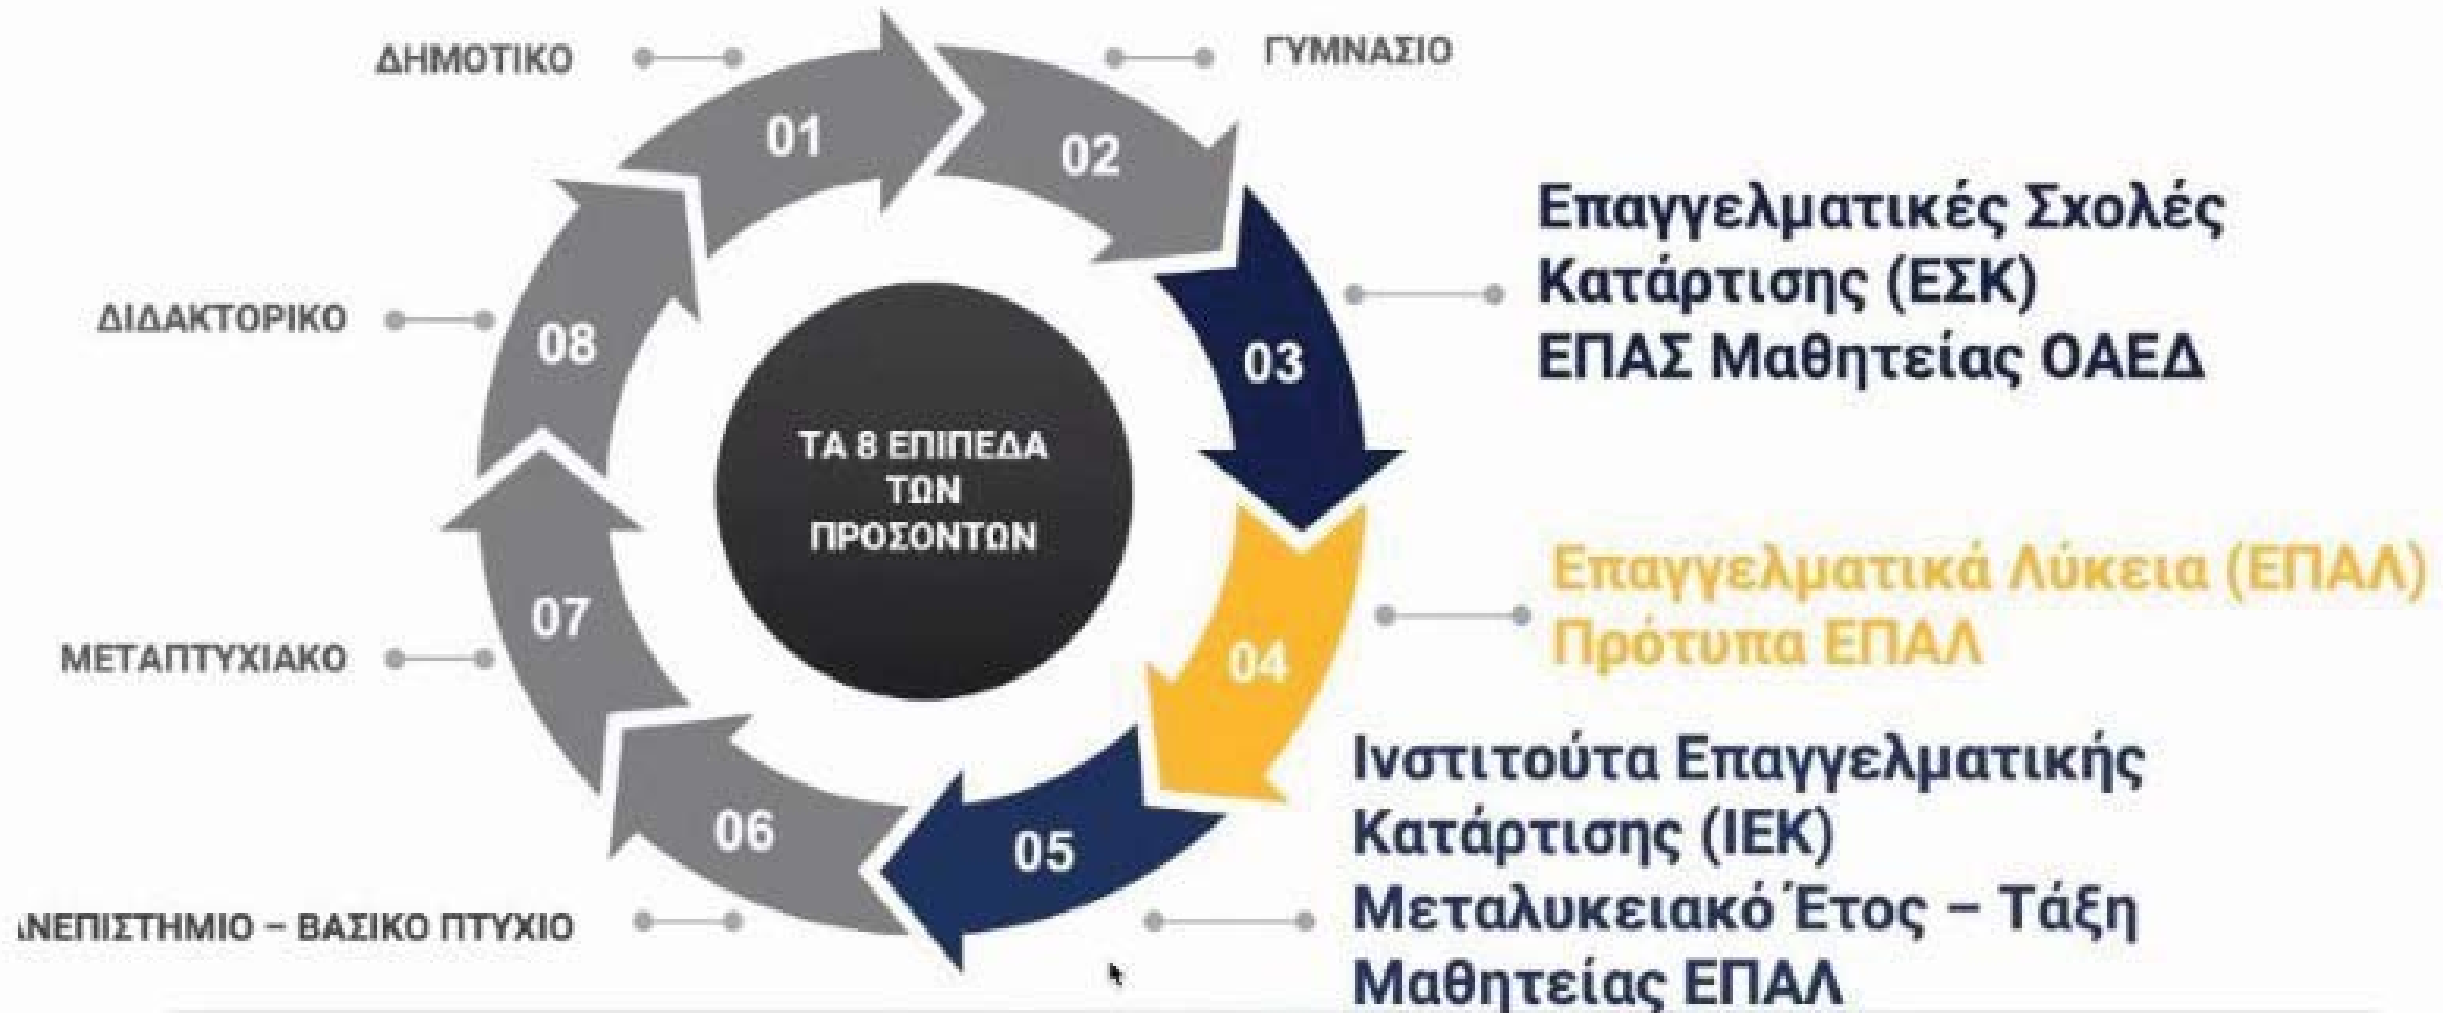 ΔΗΜΟΤΙΚΟ
ΓΥΜΝΑΣΙΟ
01
02
Επαγγελματικές Σχολές
Κατάρτισης (ΕΣΚ)
ΕΠΑΣ Μαθητείας ΟΑΕΔ
03
ΔΙΔΑΚΤΟΡΙΚΟ
08
ΤΑ 8 ΕΠΙΠΕΔΑ
ΤΩΝ
ΠΡΟΣΟΝΤΩΝ
Επαγγελματικά Λύκεια (ΕΠΑΛ)
Πρότυπα ΕΠΑΛ
04
ΜΕΤΑΠΤΥΧΙΑΚΟ
07
Ινστιτούτα Επαγγελματικής
Κατάρτισης (ΙΕΚ)
Μεταλυκειακό Έτος – Τάξη
Μαθητείας ΕΠΑΛ
05
06
ΝΕΠΙΣΤΗΜΙΟ – ΒΑΣΙΚΟ ΠΤΥΧΙΟ